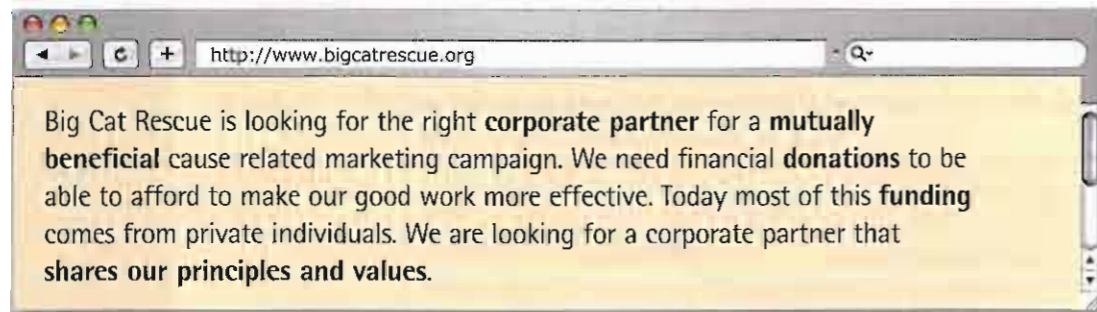 http://www.bigcatrescue.org
Big Cat Rescue is looking for the right corporate partner for a mutually
beneficial cause related marketing campaign. We need financial donations to be
able to afford to make our good work more effective. Today most of this funding
comes from private individuals. We are looking for a corporate partner that
shares our principles and values.